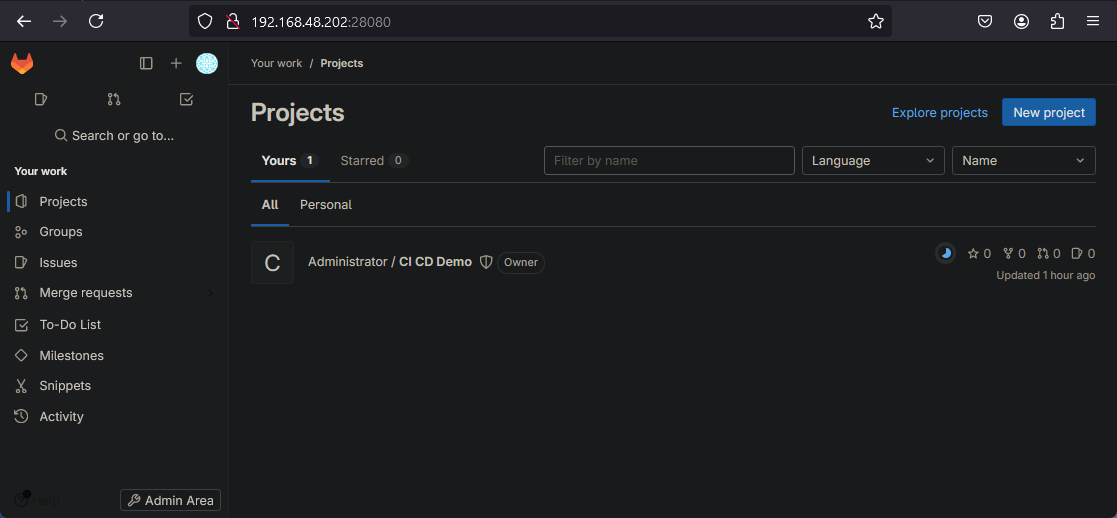 192.168.48.202:28080
Your work / Projects
Search or go to...
Your work
Projects
Groups
Issues
Merge requests
To-Do List
Milestones
Snippets
Activity
Help
Admin Area
Projects
Explore projects
New project
Yours 1
Starred 0
Filter by name
Language
Name
All
Personal
C
Administrator / CI CD Demo
Owner
0 0 0 0
Updated 1 hour ago